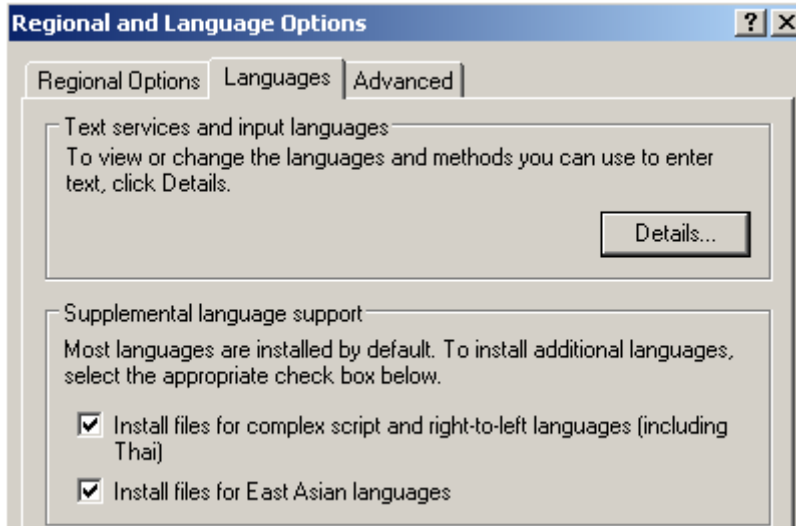 Regional and Language Options
Regional Options Languages Advanced
Text services and input languages
To view or change the languages and methods you can use to enter
text, click Details.
Details...
Supplemental language support
Most languages are installed by default. To install additional languages,
select the appropriate check box below.
Install files for complex script and right-to-left languages (including
Thai)
Install files for East Asian languages